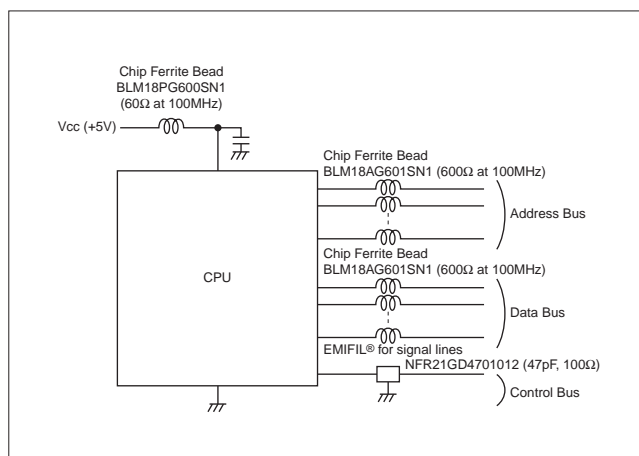 Chip Ferrite Bead
BLM18PG600SN1
(60Ω at 100MHz)
Vcc (+5V)
Chip Ferrite Bead
BLM18AG601SN1 (600Ω at 100MHz)
Address Bus
Chip Ferrite Bead
BLM18AG601SN1 (600Ω at 100MHz)
CPU
Data Bus
EMIFIL® for signal lines
NFR21GD4701012 (47pF, 100Ω)
Control Bus